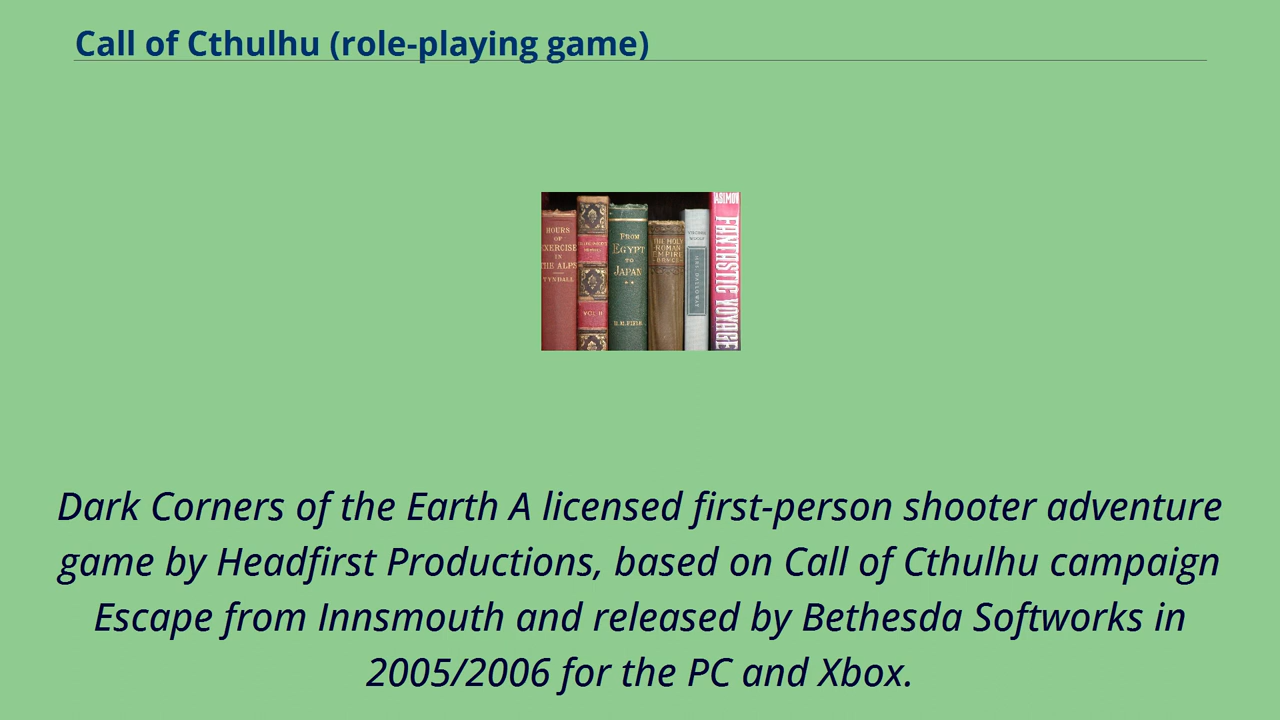 Call of Cthulhu (role-playing game)
HOURS
OF
EXERCISE
IN
THE ALPS
TYNDALL
VOL II
FROM
EGYPT
TO
JAPAN
THE HOLY
ROMAN
EMPIRE
BRYCE
ASIMOV
FANTASTIC VOYAGE
Dark Corners of the Earth A licensed first-person shooter adventure
game by Headfirst Productions, based on Call of Cthulhu campaign
Escape from Innsmouth and released by Bethesda Softworks in
2005/2006 for the PC and Xbox.